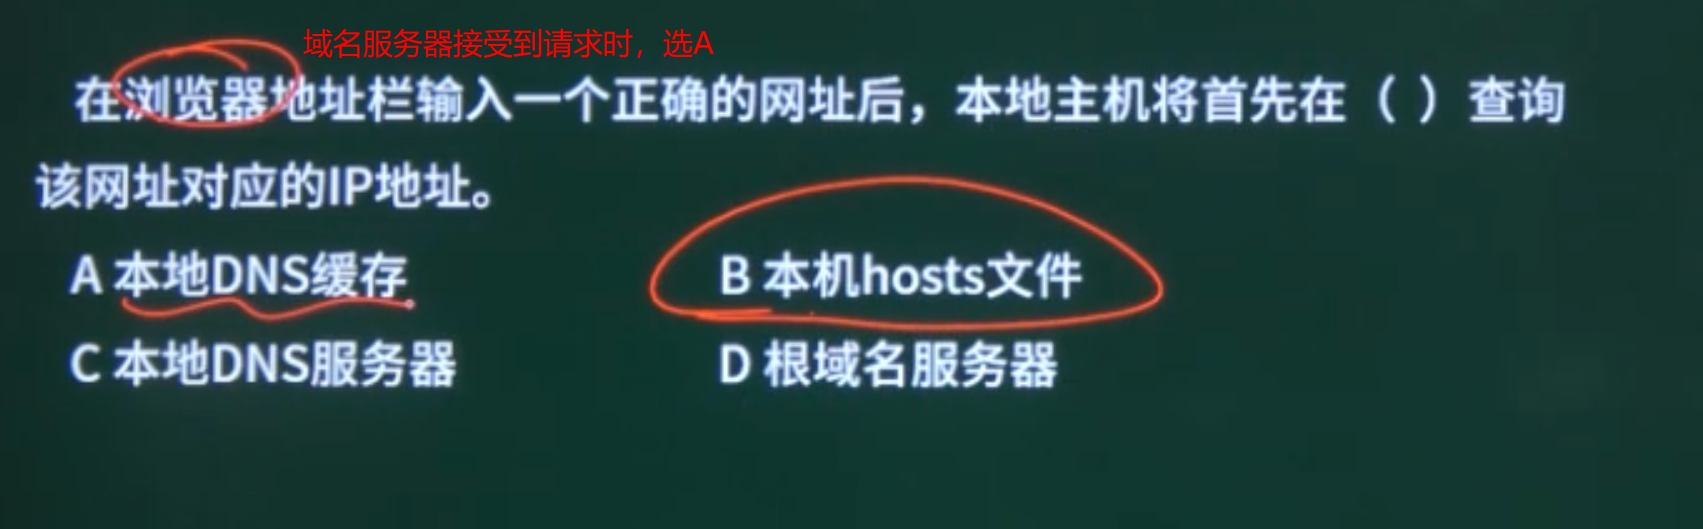 域名服务器接受到请求时，选A
在浏览器地址栏输入一个正确的网址后，本地主机将首先在（ ）查询
该网址对应的IP地址。
A 本地DNS缓存 B 本机hosts文件
C 本地DNS服务器 D 根域名服务器